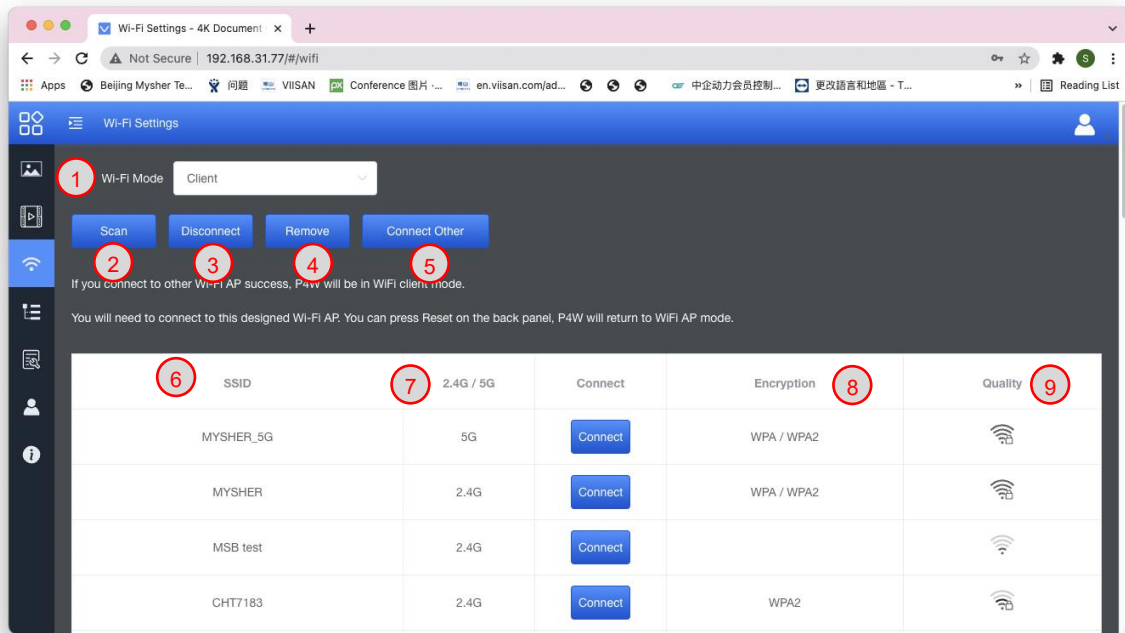 Wi-Fi Settings - 4K Document
Not Secure 192.168.31.77/#/wifi
S
Apps Beijing Mysher Te... 问题 VIISAN Conference 图片 -... en.viisan.com/ad... 中企动力会员控制... 更改語言和地區 - T... » Reading List
Wi-Fi Settings
1 Wi-Fi Mode Client
Scan Disconnect Remove Connect Other
2 3 4 5
If you connect to other Wi-Fi AP success, P4W will be in WiFi client mode.
You will need to connect to this designed Wi-Fi AP. You can press Reset on the back panel, P4W will return to WiFi AP mode.
6 SSID 7 2.4G / 5G Connect Encryption 8 Quality 9
MYSHER_5G 5G Connect WPA / WPA2
MYSHER 2.4G Connect WPA / WPA2
MSB test 2.4G Connect
CHT7183 2.4G Connect WPA2